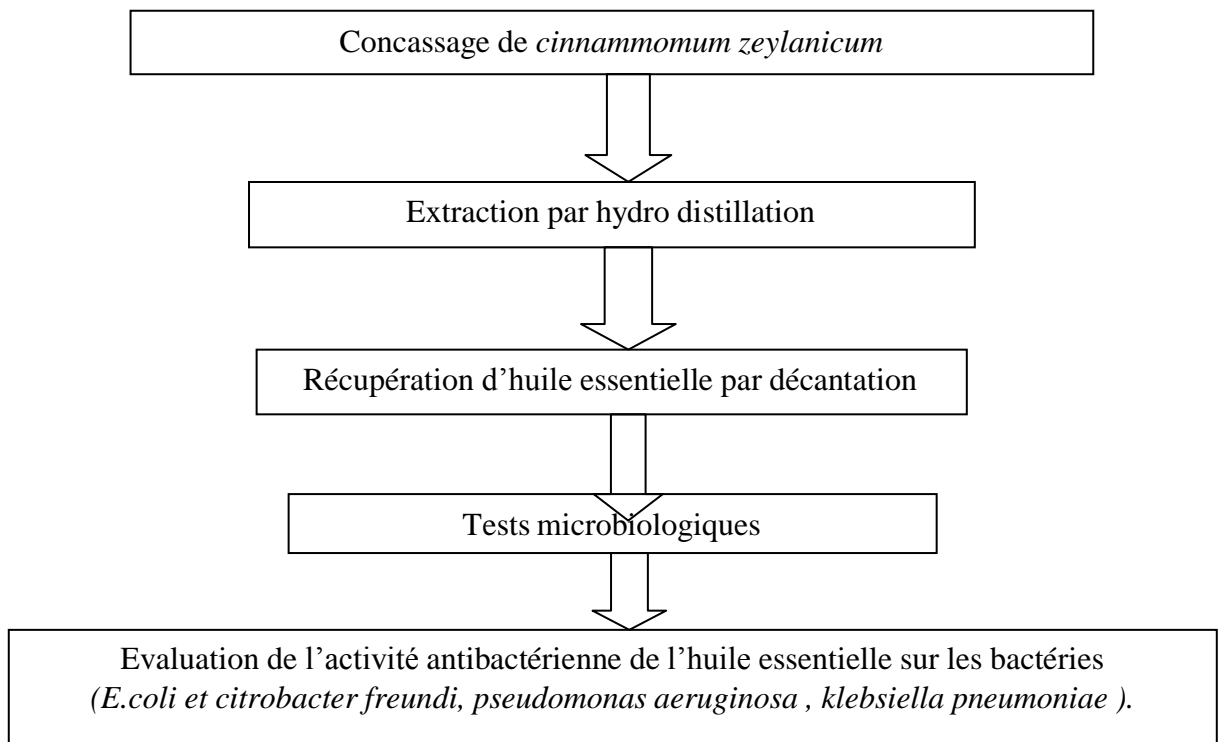 Concassage de cinnammomum zeylanicum
Extraction par hydro distillation
Récupération d’huile essentielle par décantation
Tests microbiologiques
Evaluation de l’activité antibactérienne de l’huile essentielle sur les bactéries
(E.coli et citrobacter freundi, pseudomonas aeruginosa , klebsiella pneumoniae ).